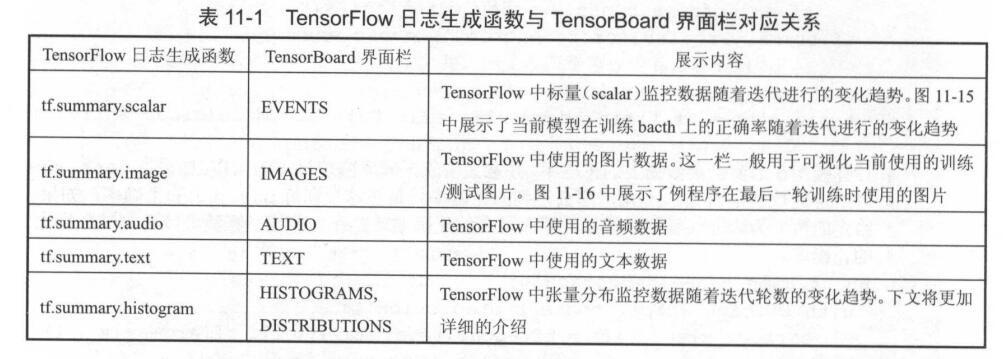 表 11-1 TensorFlow 日志生成函数与 TensorBoard 界面栏对应关系
TensorFlow 日志生成函数
TensorBoard 界面栏
展示内容
tf.summary.scalar
EVENTS
TensorFlow 中标量(scalar)监控数据随着迭代进行的变化趋势。图 11-15
中展示了当前模型在训练 bacth 上的正确率随着迭代进行的变化趋势
tf.summary.image
IMAGES
TensorFlow 中使用的图片数据。这一栏一般用于可视化当前使用的训练
/测试图片。图 11-16 中展示了例程序在最后一轮训练时使用的图片
tf.summary.audio
AUDIO
TensorFlow 中使用的音频数据
tf.summary.text
TEXT
TensorFlow 中使用的文本数据
tf.summary.histogram
HISTOGRAMS,
DISTRIBUTIONS
TensorFlow 中张量分布监控数据随着迭代轮数的变化趋势。下文将更加
详细的介绍